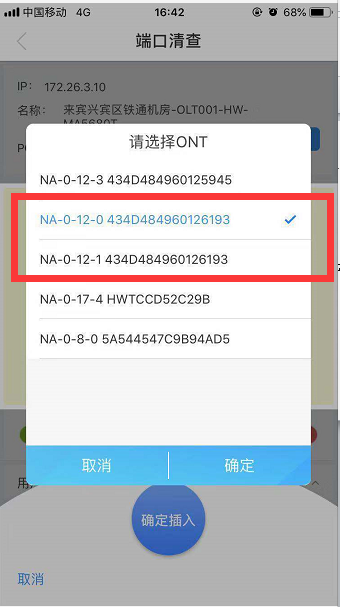 中国移动 4G 16:42 68%
端口清查
IP: 172.26.3.10
名称: 来宾兴宾区铁通机房-OLT001-HW-
MA5680T
请选择ONT
NA-0-12-3 434D484960125945
NA-0-12-0 434D484960126193
NA-0-12-1 434D484960126193
NA-0-17-4 HWTCCD52C29B
NA-0-8-0 5A544547C9B94AD5
取消 确定
用
确定插入
取消